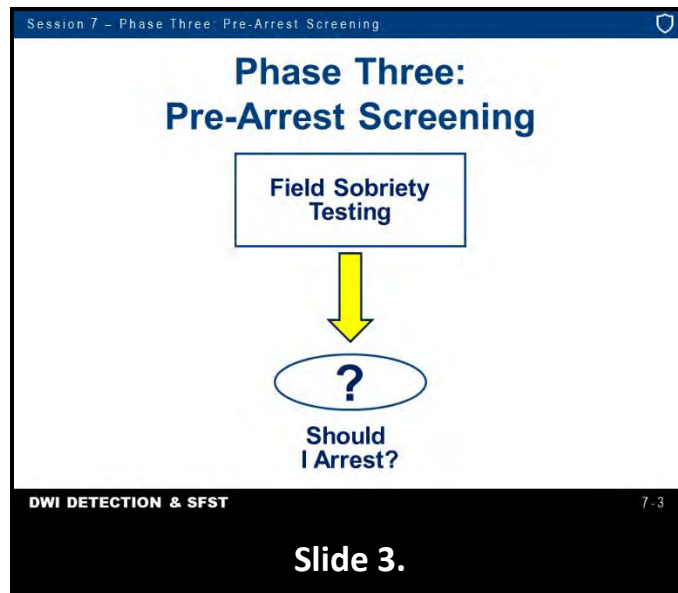 Session 7 – Phase Three: Pre-Arrest Screening
Phase Three:
Pre-Arrest Screening
Field Sobriety
Testing
?
Should
I Arrest?
DWI DETECTION & SFST
7-3
Slide 3.